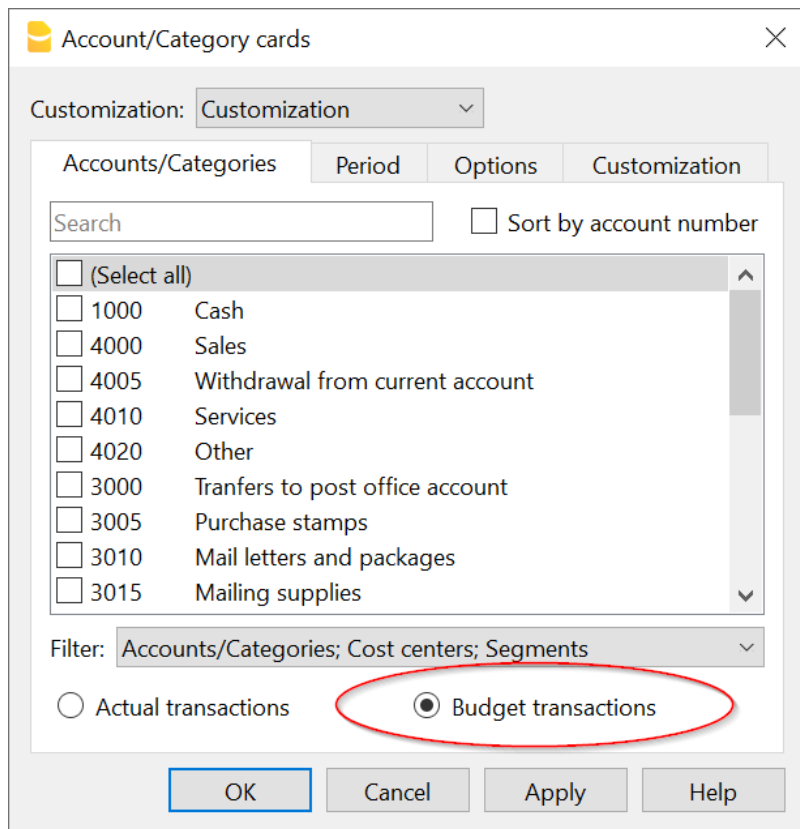 Account/Category cards
Customization: Customization
Accounts/Categories Period Options Customization
Search Sort by account number
(Select all)
1000 Cash
4000 Sales
4005 Withdrawal from current account
4010 Services
4020 Other
3000 Tranfers to post office account
3005 Purchase stamps
3010 Mail letters and packages
3015 Mailing supplies
Filter: Accounts/Categories; Cost centers; Segments
Actual transactions Budget transactions
OK Cancel Apply Help